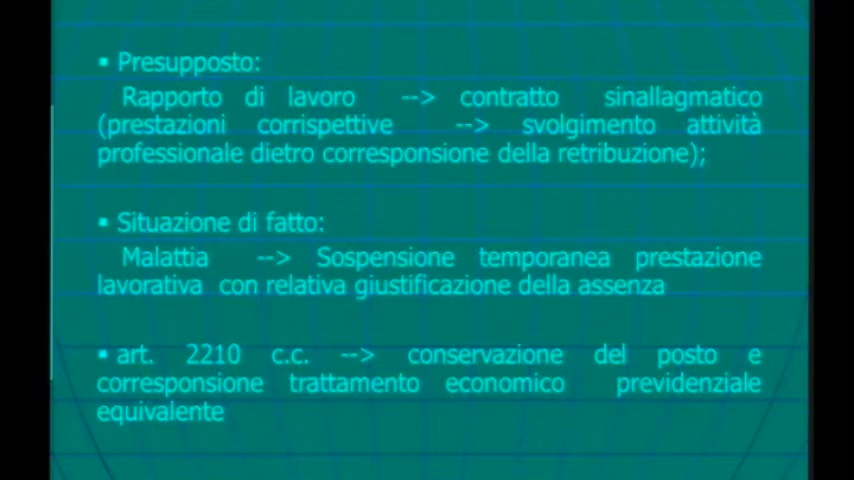 ▪ Presupposto:
Rapporto di lavoro --> contratto sinallagmatico
(prestazioni corrispettive --> svolgimento attività
professionale dietro corresponsione della retribuzione);
▪ Situazione di fatto:
Malattia --> Sospensione temporanea prestazione
lavorativa con relativa giustificazione della assenza
▪ art. 2210 c.c. --> conservazione del posto e
corresponsione trattamento economico previdenziale
equivalente